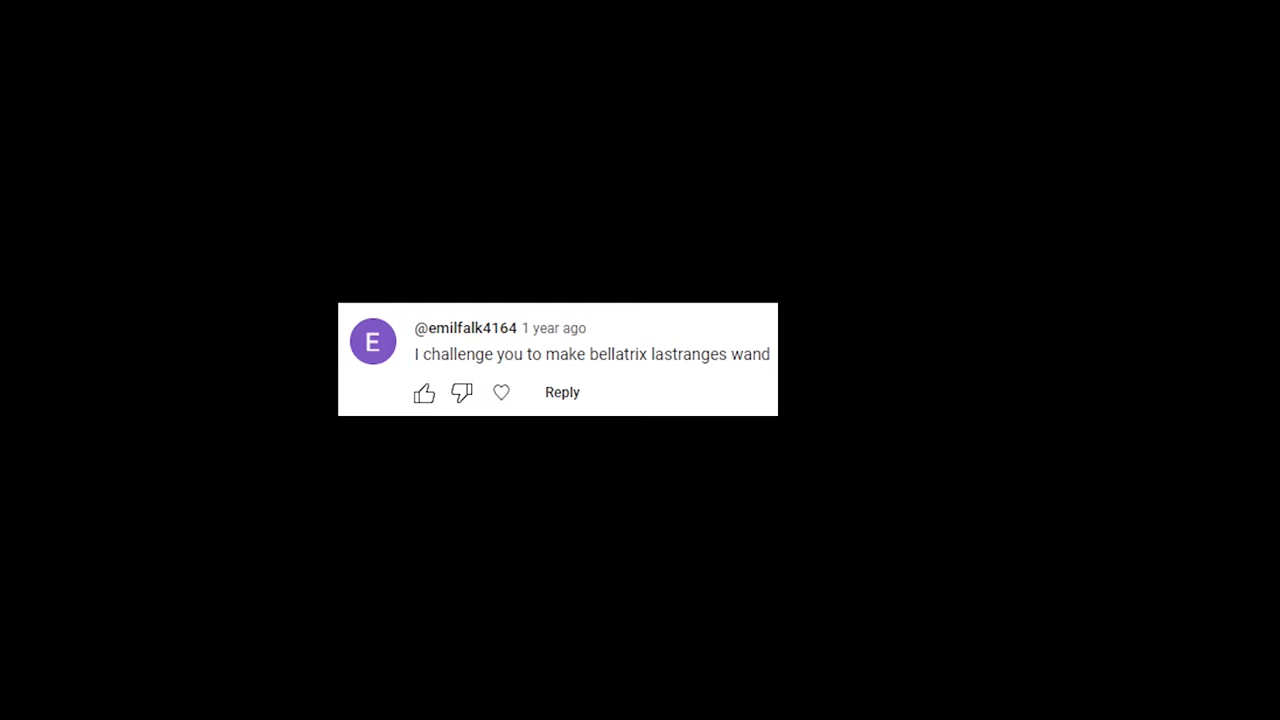 E
@emilfalk4164 1 year ago
I challenge you to make bellatrix lastranges wand
Reply